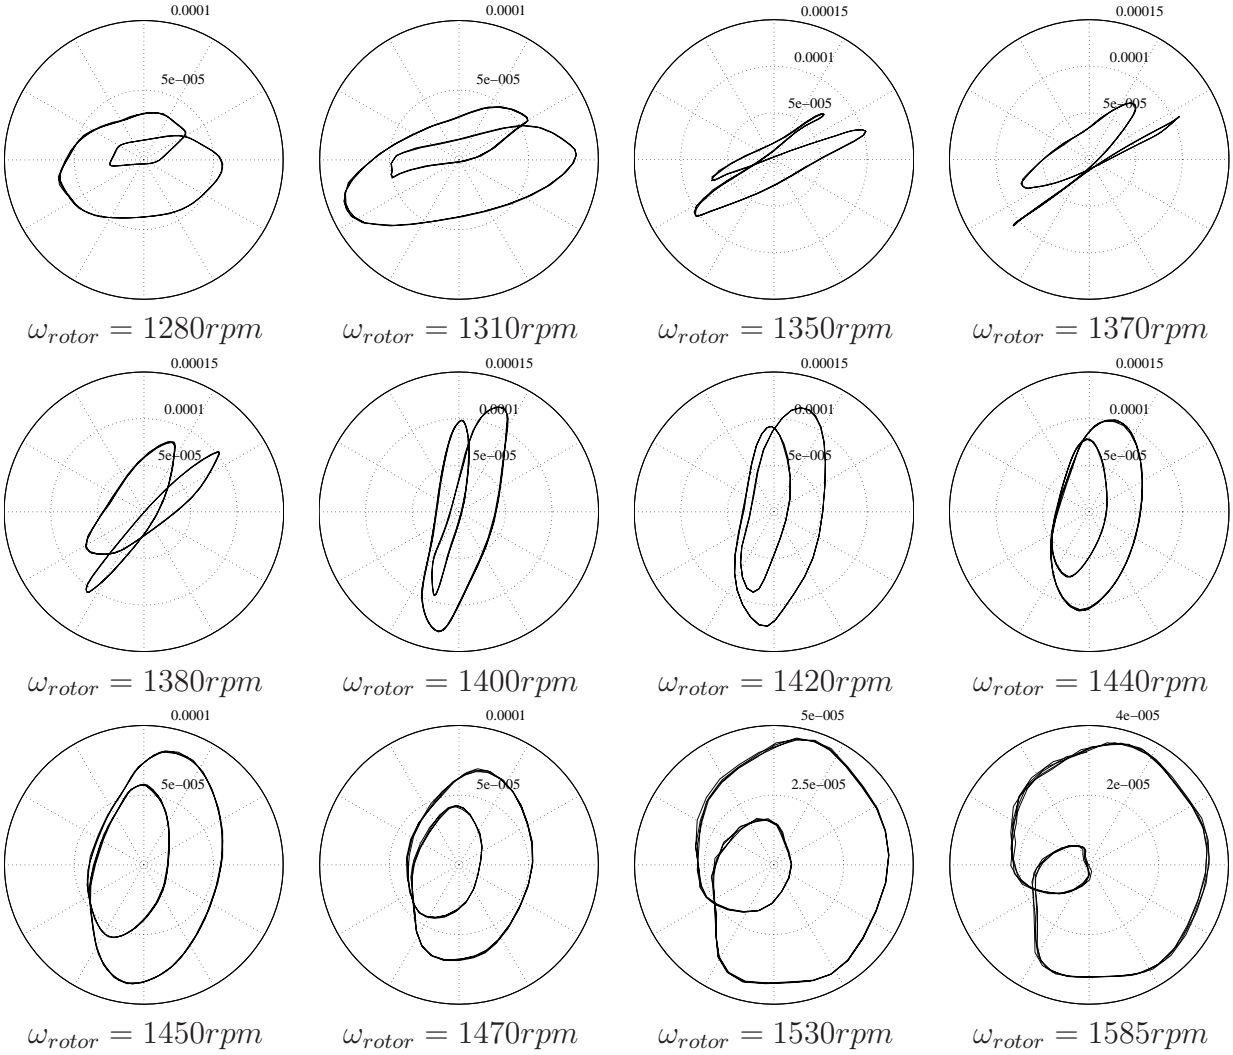 0.0001 0.0001 0.00015 0.00015
0.0001 0.0001
5e−005 5e−005
5e−005 5e−005
ω_rotor = 1280rpm ω_rotor = 1310rpm ω_rotor = 1350rpm ω_rotor = 1370rpm
0.00015 0.00015 0.00015 0.00015
0.0001 0.0001 0.0001 0.0001
5e−005 5e−005 5e−005 5e−005
ω_rotor = 1380rpm ω_rotor = 1400rpm ω_rotor = 1420rpm ω_rotor = 1440rpm
0.0001 0.0001 5e−005 4e−005
5e−005 5e−005 2.5e−005 2e−005
ω_rotor = 1450rpm ω_rotor = 1470rpm ω_rotor = 1530rpm ω_rotor = 1585rpm